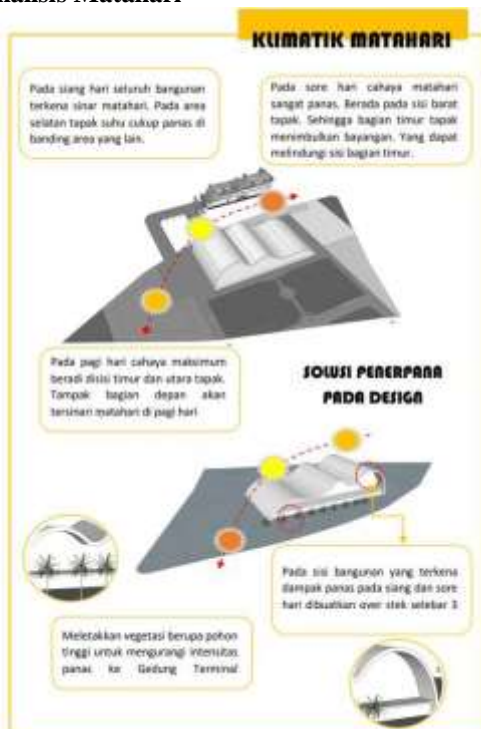 nalisis Matahari
KLIMATIK MATAHARI
Pada siang hari seluruh bangunan
terkena sinar matahari. Pada area
selatan tapak suhu cukup panas di
banding area yang lain.
Pada sore hari cahaya matahari
sangat panas. Berada pada sisi barat
tapak. Sehingga bagian timur tapak
menimbulkan bayangan. Yang dapat
melindungi sisi bagian timur.
Pada pagi hari cahaya maksimum
beradi disisi timur dan utara tapak.
Tampak bagian depan akan
tersinari matahari di pagi hari
SOLUSI PENERPANA
PADA DESIGN
Pada sisi bangunan yang terkena
dampak panas pada siang dan sore
hari dibuatkan over stek selebar 3
Meletakkan vegetasi berupa pohon
tinggi untuk mengurangi intensitas
panas ke Gedung Terminal